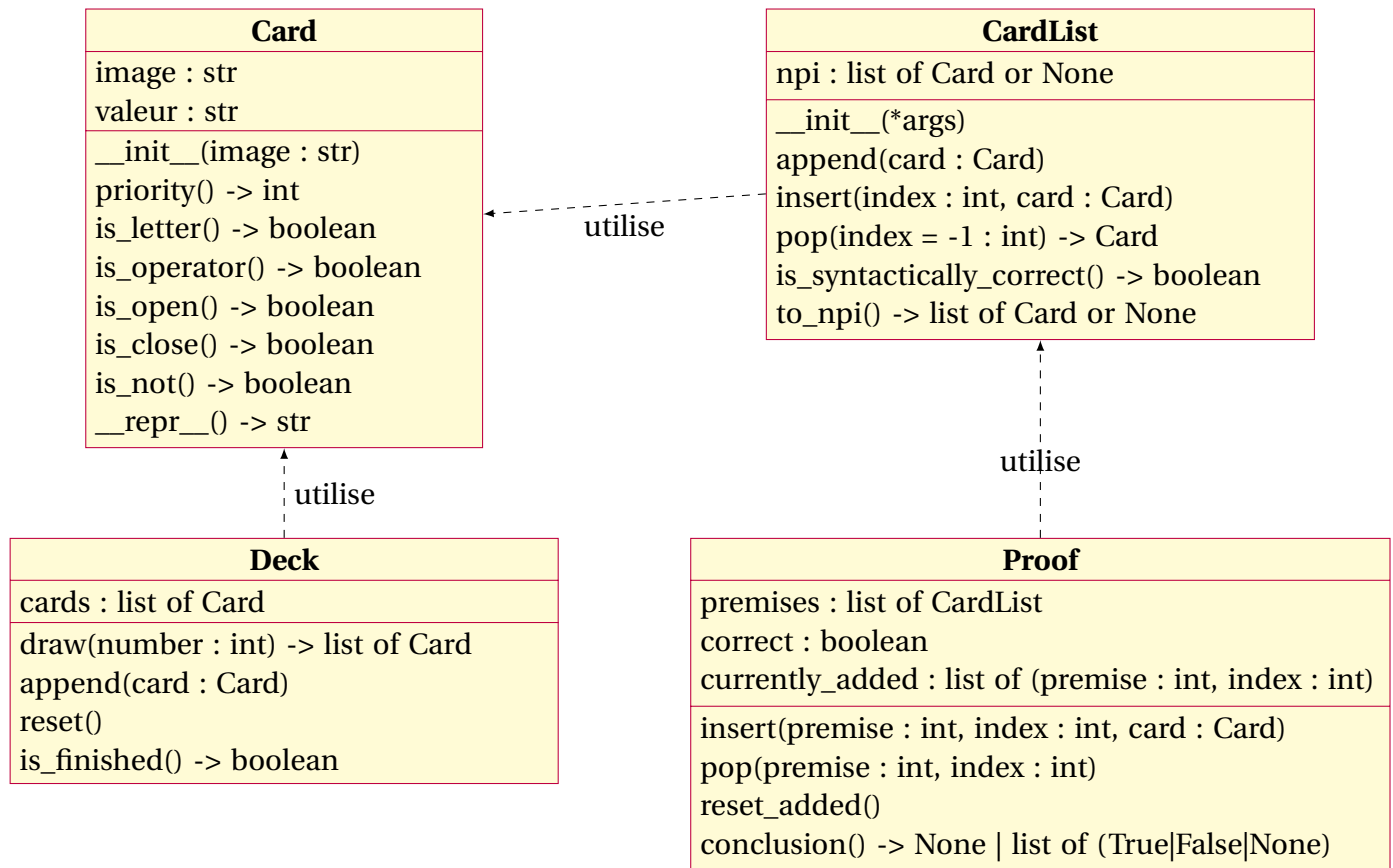 Card
image : str
valeur : str
__init__(image : str)
priority() -> int
is_letter() -> boolean
is_operator() -> boolean
is_open() -> boolean
is_close() -> boolean
is_not() -> boolean
__repr__() -> str
utilise
CardList
npi : list of Card or None
__init__(*args)
append(card : Card)
insert(index : int, card : Card)
pop(index = -1 : int) -> Card
is_syntactically_correct() -> boolean
to_npi() -> list of Card or None
utilise
utilise
Deck
cards : list of Card
draw(number : int) -> list of Card
append(card : Card)
reset()
is_finished() -> boolean
Proof
premises : list of CardList
correct : boolean
currently_added : list of (premise : int, index : int)
insert(premise : int, index : int, card : Card)
pop(premise : int, index : int)
reset_added()
conclusion() -> None | list of (True|False|None)